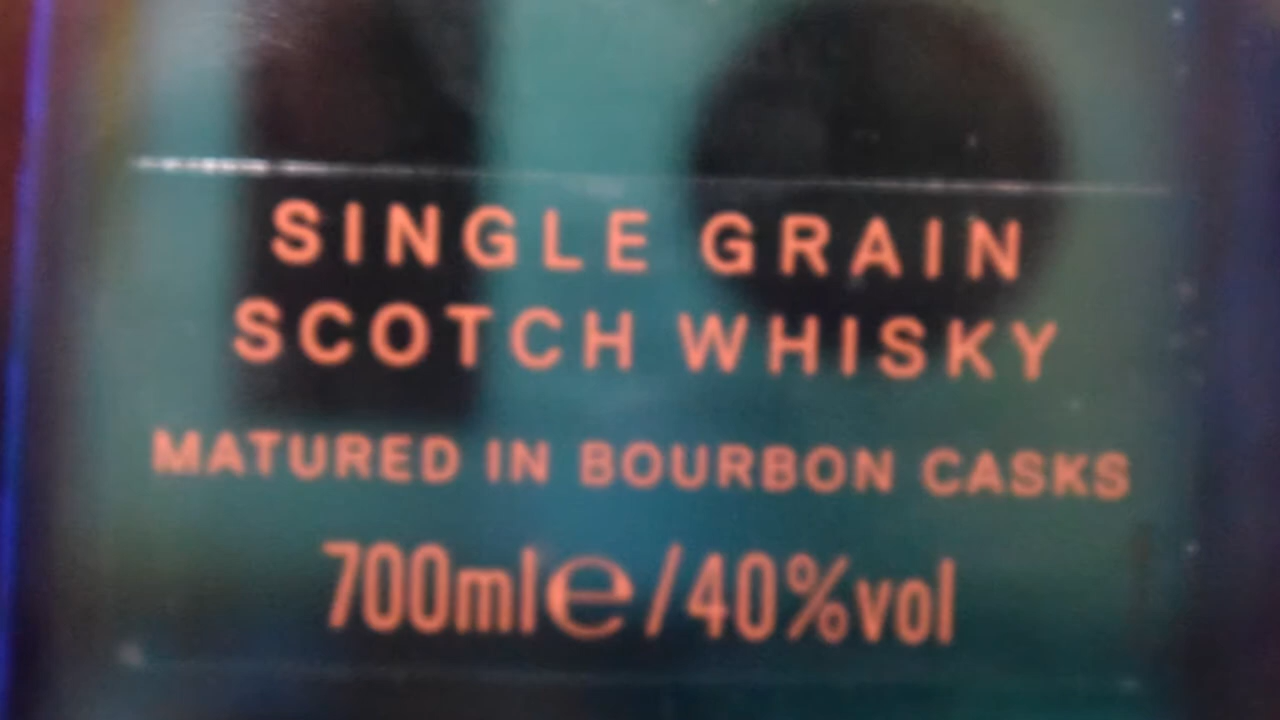 SINGLE GRAIN
SCOTCH WHISKY
MATURED IN BOURBON CASKS
700ml℮/40%vol